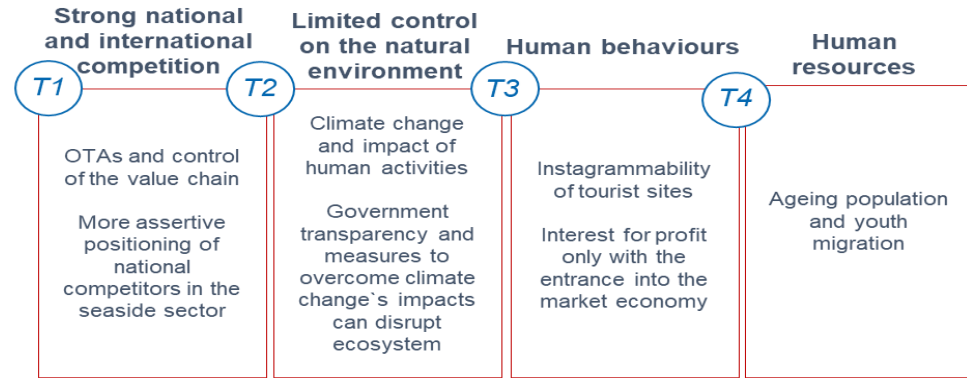 Strong national
and international
competition
T1
OTAs and control
of the value chain
More assertive
positioning of
national
competitors in the
seaside sector
Limited control
on the natural
environment
T2
Climate change
and impact of
human activities
Government
transparency and
measures to
overcome climate
change`s impacts
can disrupt
ecosystem
Human behaviours
T3
Instagrammability
of tourist sites
Interest for profit
only with the
entrance into the
market economy
Human
resources
T4
Ageing population
and youth
migration